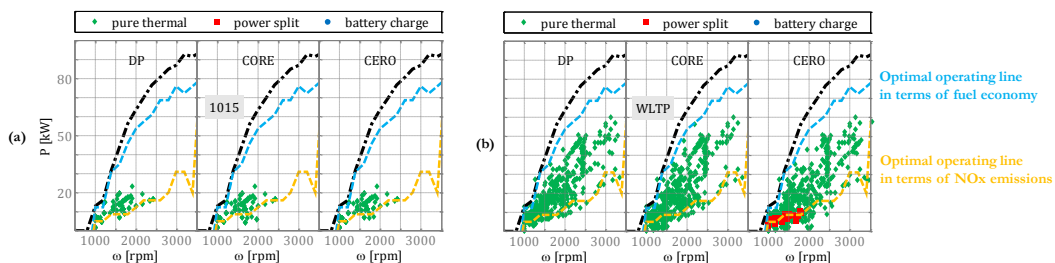 pure thermal power split battery charge
DP CORE CERO
1015
(a)
P [kW]
80
50
20
1000 2000 3000 1000 2000 3000 1000 2000 3000
ω [rpm] ω [rpm] ω [rpm]
pure thermal power split battery charge
DP CORE CERO
WLTP
(b)
1000 2000 3000 1000 2000 3000 1000 2000 3000
ω [rpm] ω [rpm] ω [rpm]
Optimal operating line
in terms of fuel economy
Optimal operating line
in terms of NOx emissions